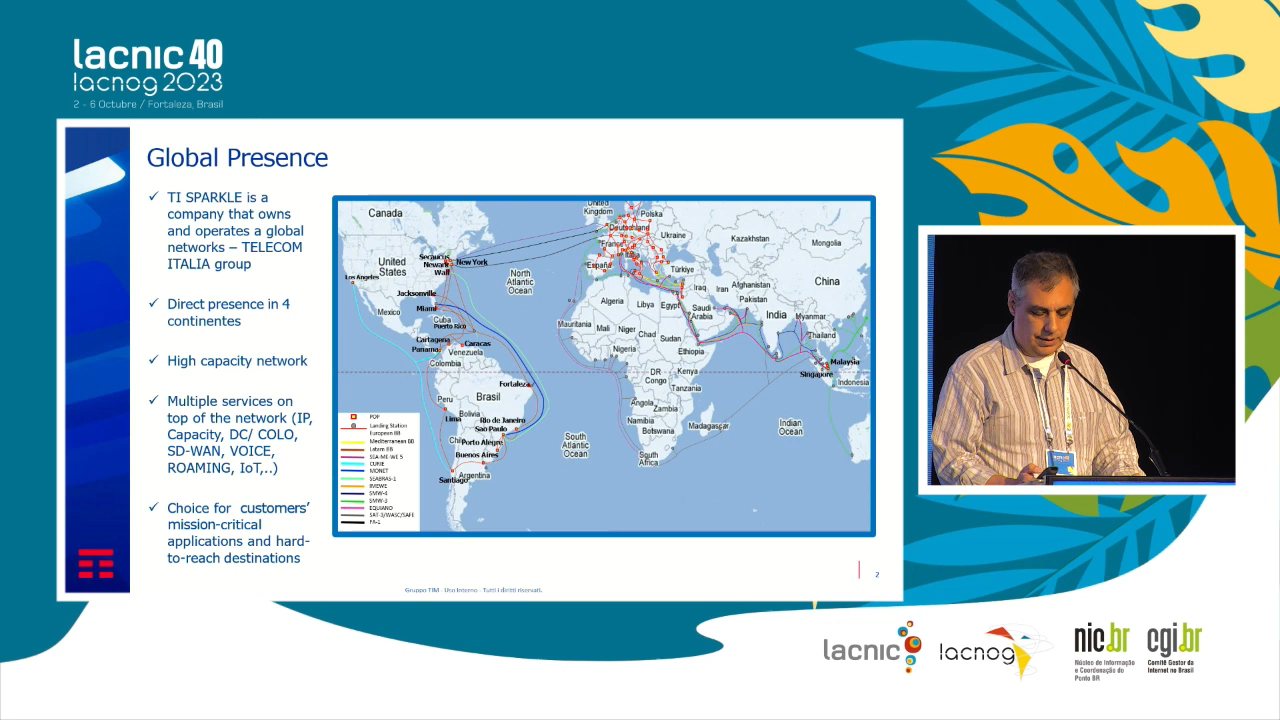 lacnic 40
lacnog 2023
2 - 6 Octubre / Fortaleza, Brasil
Global Presence
✓ TI SPARKLE is a
company that owns
and operates a global
networks – TELECOM
ITALIA group
✓ Direct presence in 4
continentes
✓ High capacity network
✓ Multiple services on
top of the network (IP,
Capacity, DC/ COLO,
SD-WAN, VOICE,
ROAMING, IoT,..)
✓ Choice for customers’
mission-critical
applications and hard-
to-reach destinations
Canada
United
Kingdom
Polska
Deutschland
Ukraine
France
Kazakhstan
Mongolia
United
States
Secaucus
Newark
Wall
New York
Los Angeles
North
Atlantic
Ocean
España
Türkiye
China
Jacksonville
Iraq
Iran
Afghanistan
Pakistan
Algeria
Libya
Egypt
Saudi
Arabia
Mexico
Miami
Cuba
Puerto Rico
India
Myanmar
Thailand
Mauritania
Mali
Niger
Chad
Sudan
Cartagena
Panama
Caracas
Venezuela
Colombia
Nigeria
Ethiopia
Malaysia
Singapore
Indonesia
DR
Congo
Kenya
Tanzania
Fortaleza
Peru
Brasil
Angola
Zambia
Lima
Bolivia
Rio de Janeiro
Sao Paulo
Namibia
Botswana
Madagascar
Indian
Ocean
Chil
Porto Alegre
South
Atlantic
Ocean
South
Africa
Buenos Aires
Argentina
Santiago
POP
Landing Station
European BB
Mediterranean BB
Latam BB
SEA-ME-WE 5
CURIE
MONET
SEABRAS-1
IMEWE
SMW-4
SMW-3
EQUIANO
SAT-3/WASC/SAFE
FA-1
2
Gruppo TIM - Uso Interno - Tutti i diritti riservati.
lacnic
lacnog
nic.br
Núcleo de Informação
e Coordenação do
Ponto BR
cgi.br
Comitê Gestor da
Internet no Brasil